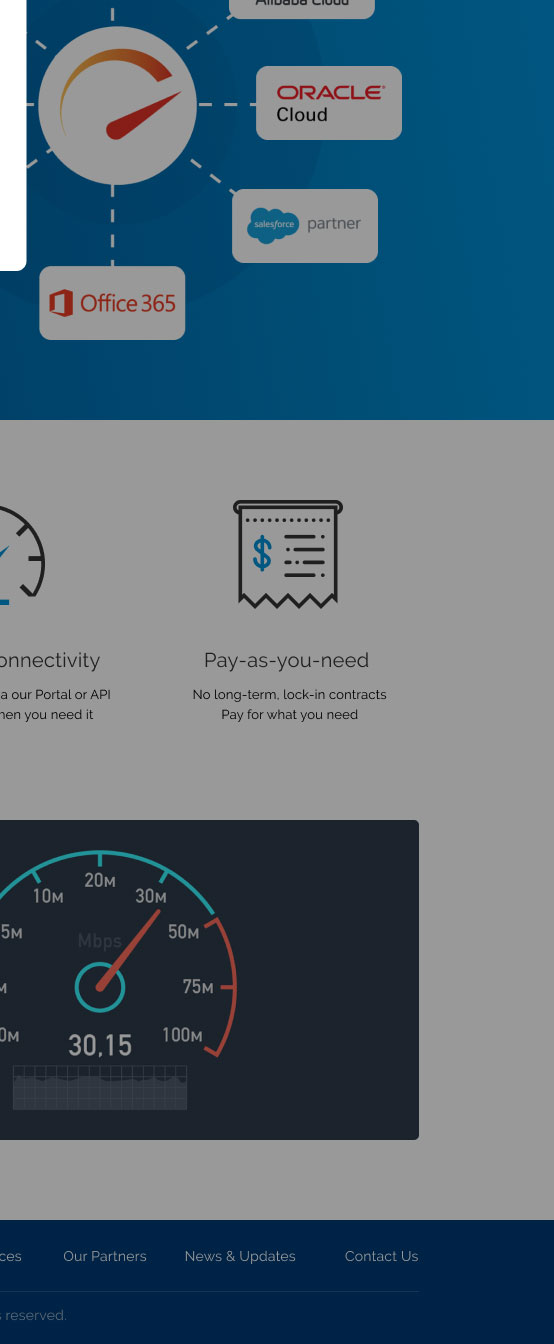 Alibaba Cloud
ORACLE
Cloud
salesforce partner
Office 365
onnectivity
a our Portal or API
hen you need it
Pay-as-you-need
No long-term, lock-in contracts
Pay for what you need
20M
10M
30M
5M
50M
Mbps
M
75M
0M
100M
30,15
ces
Our Partners
News & Updates
Contact Us
s reserved.